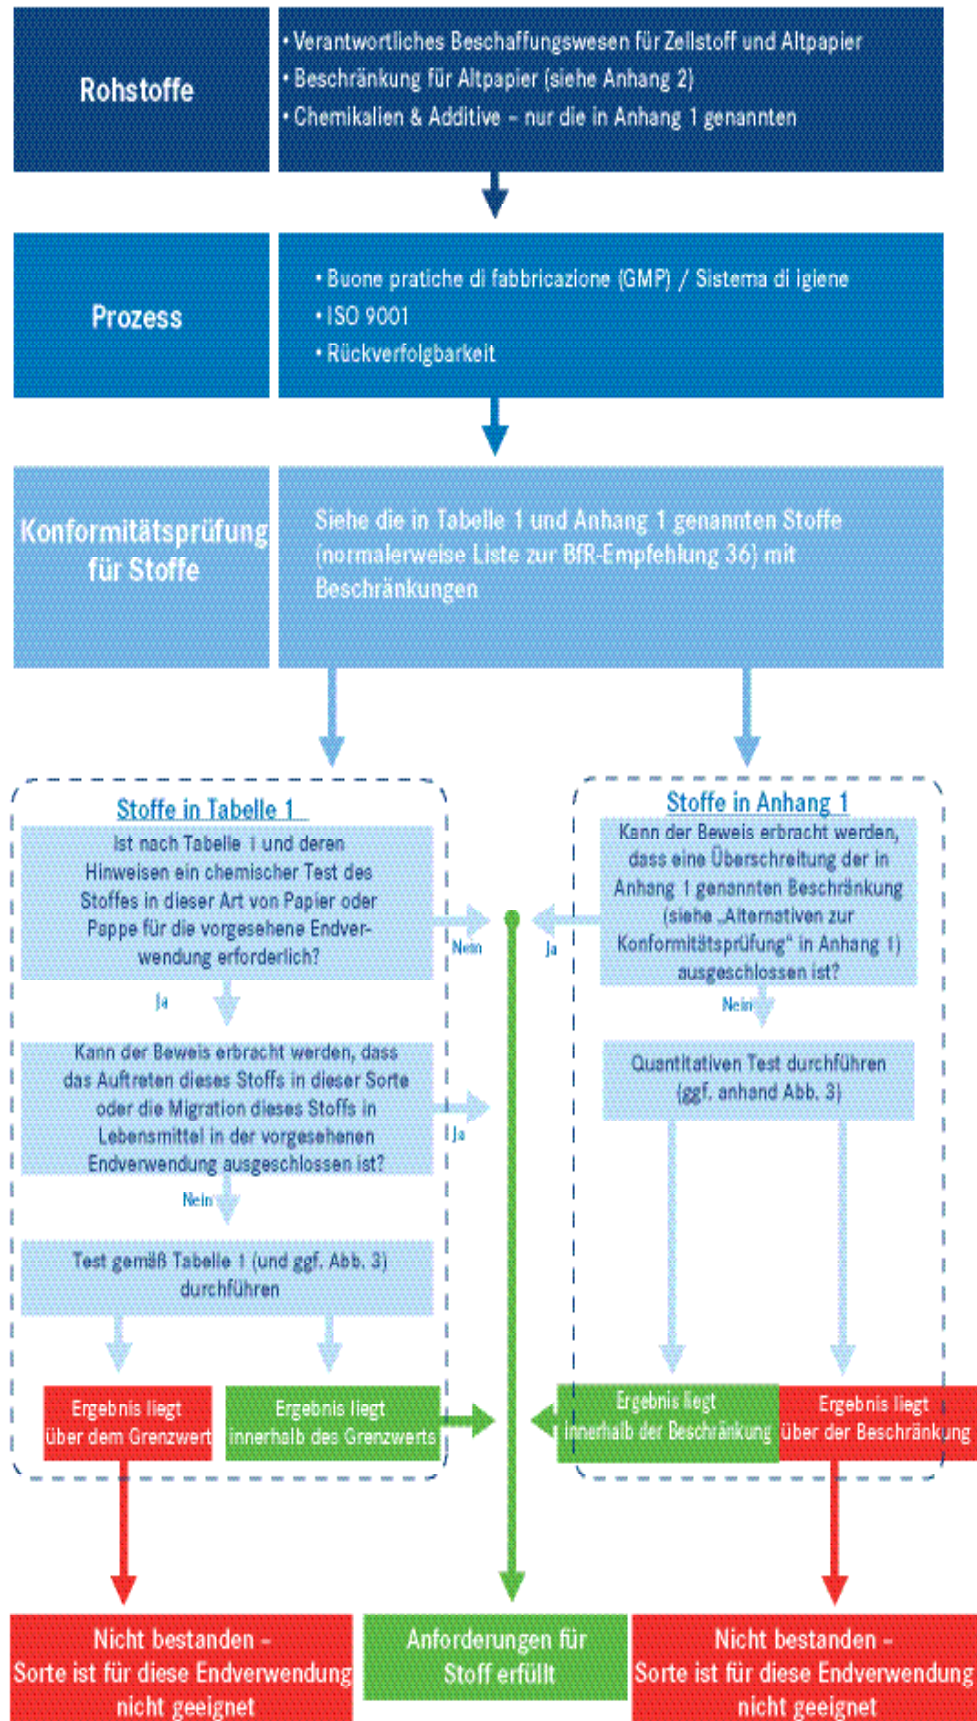 Rohstoffe
• Verantwortliches Beschaffungswesen für Zellstoff und Altpapier
• Beschränkung für Altpapier (siehe Anhang 2)
• Chemikalien & Additive – nur die in Anhang 1 genannten
Prozess
• Buone pratiche di fabbricazione (GMP) / Sistema di igiene
• ISO 9001
• Rückverfolgbarkeit
Konformitätsprüfung
für Stoffe
Siehe die in Tabelle 1 und Anhang 1 genannten Stoffe
(normalerweise Liste zur BfR-Empfehlung 36) mit
Beschränkungen
Stoffe in Tabelle 1
Ist nach Tabelle 1 und deren
Hinweisen ein chemischer Test des
Stoffes in dieser Art von Papier oder
Pappe für die vorgesehene Endver-
wendung erforderlich?
Nein
Ja
Kann der Beweis erbracht werden, dass
das Auftreten dieses Stoffs in dieser Sorte
oder die Migration dieses Stoffs in
Lebensmittel in der vorgesehenen
Endverwendung ausgeschlossen ist?
Ja
Nein
Test gemäß Tabelle 1 (und ggf. Abb. 3)
durchführen
Ergebnis liegt
über dem Grenzwert
Ergebnis liegt
innerhalb des Grenzwerts
Stoffe in Anhang 1
Kann der Beweis erbracht werden,
dass eine Überschreitung der in
Anhang 1 genannten Beschränkung
(siehe „Alternativen zur
Konformitätsprüfung“ in Anhang 1)
ausgeschlossen ist?
Ja
Nein
Quantitativen Test durchführen
(ggf. anhand Abb. 3)
Ergebnis liegt
innerhalb der Beschränkung
Ergebnis liegt
über der Beschränkung
Nicht bestanden –
Sorte ist für diese Endverwendung
nicht geeignet
Anforderungen für
Stoff erfüllt
Nicht bestanden –
Sorte ist für diese Endverwendung
nicht geeignet